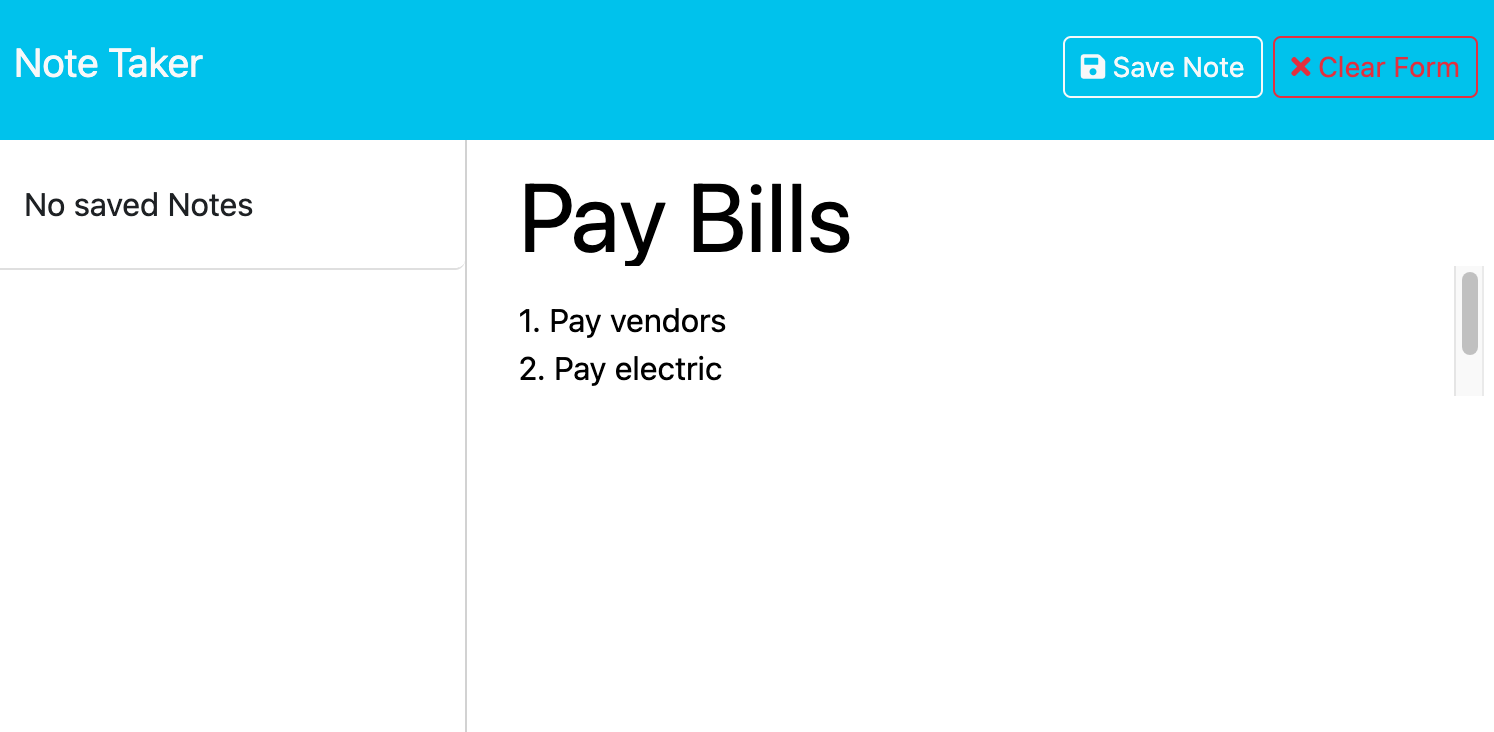 Note Taker
Save Note
Clear Form
No saved Notes
Pay Bills
1. Pay vendors
2. Pay electric